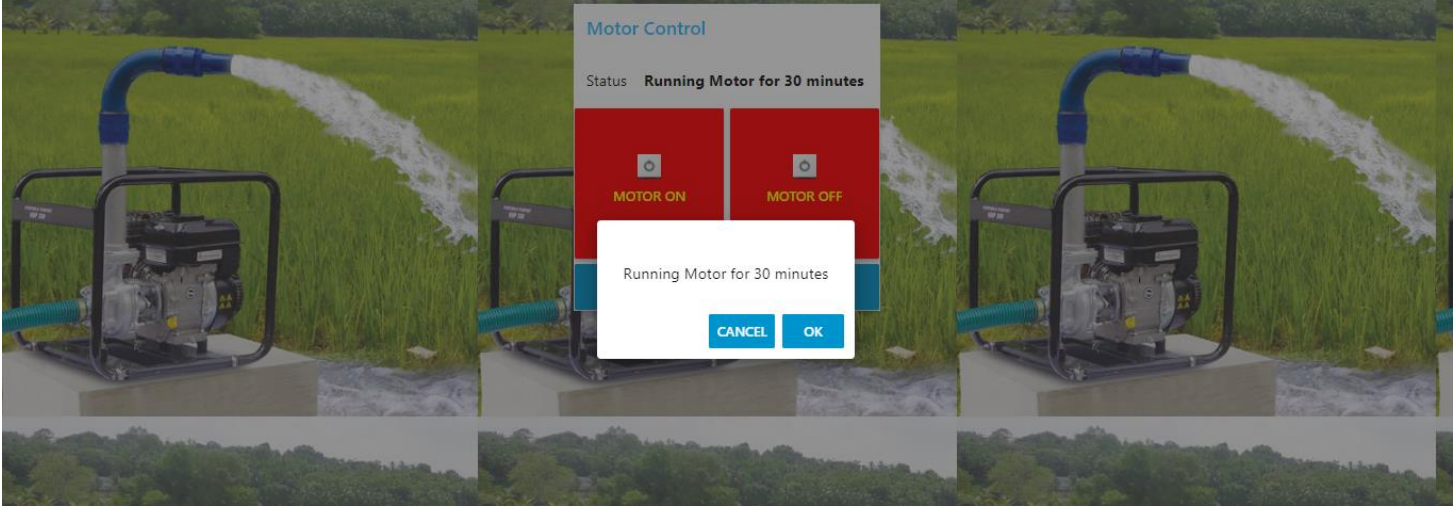 Motor Control
Status Running Motor for 30 minutes
MOTOR ON MOTOR OFF
Running Motor for 30 minutes
CANCEL OK